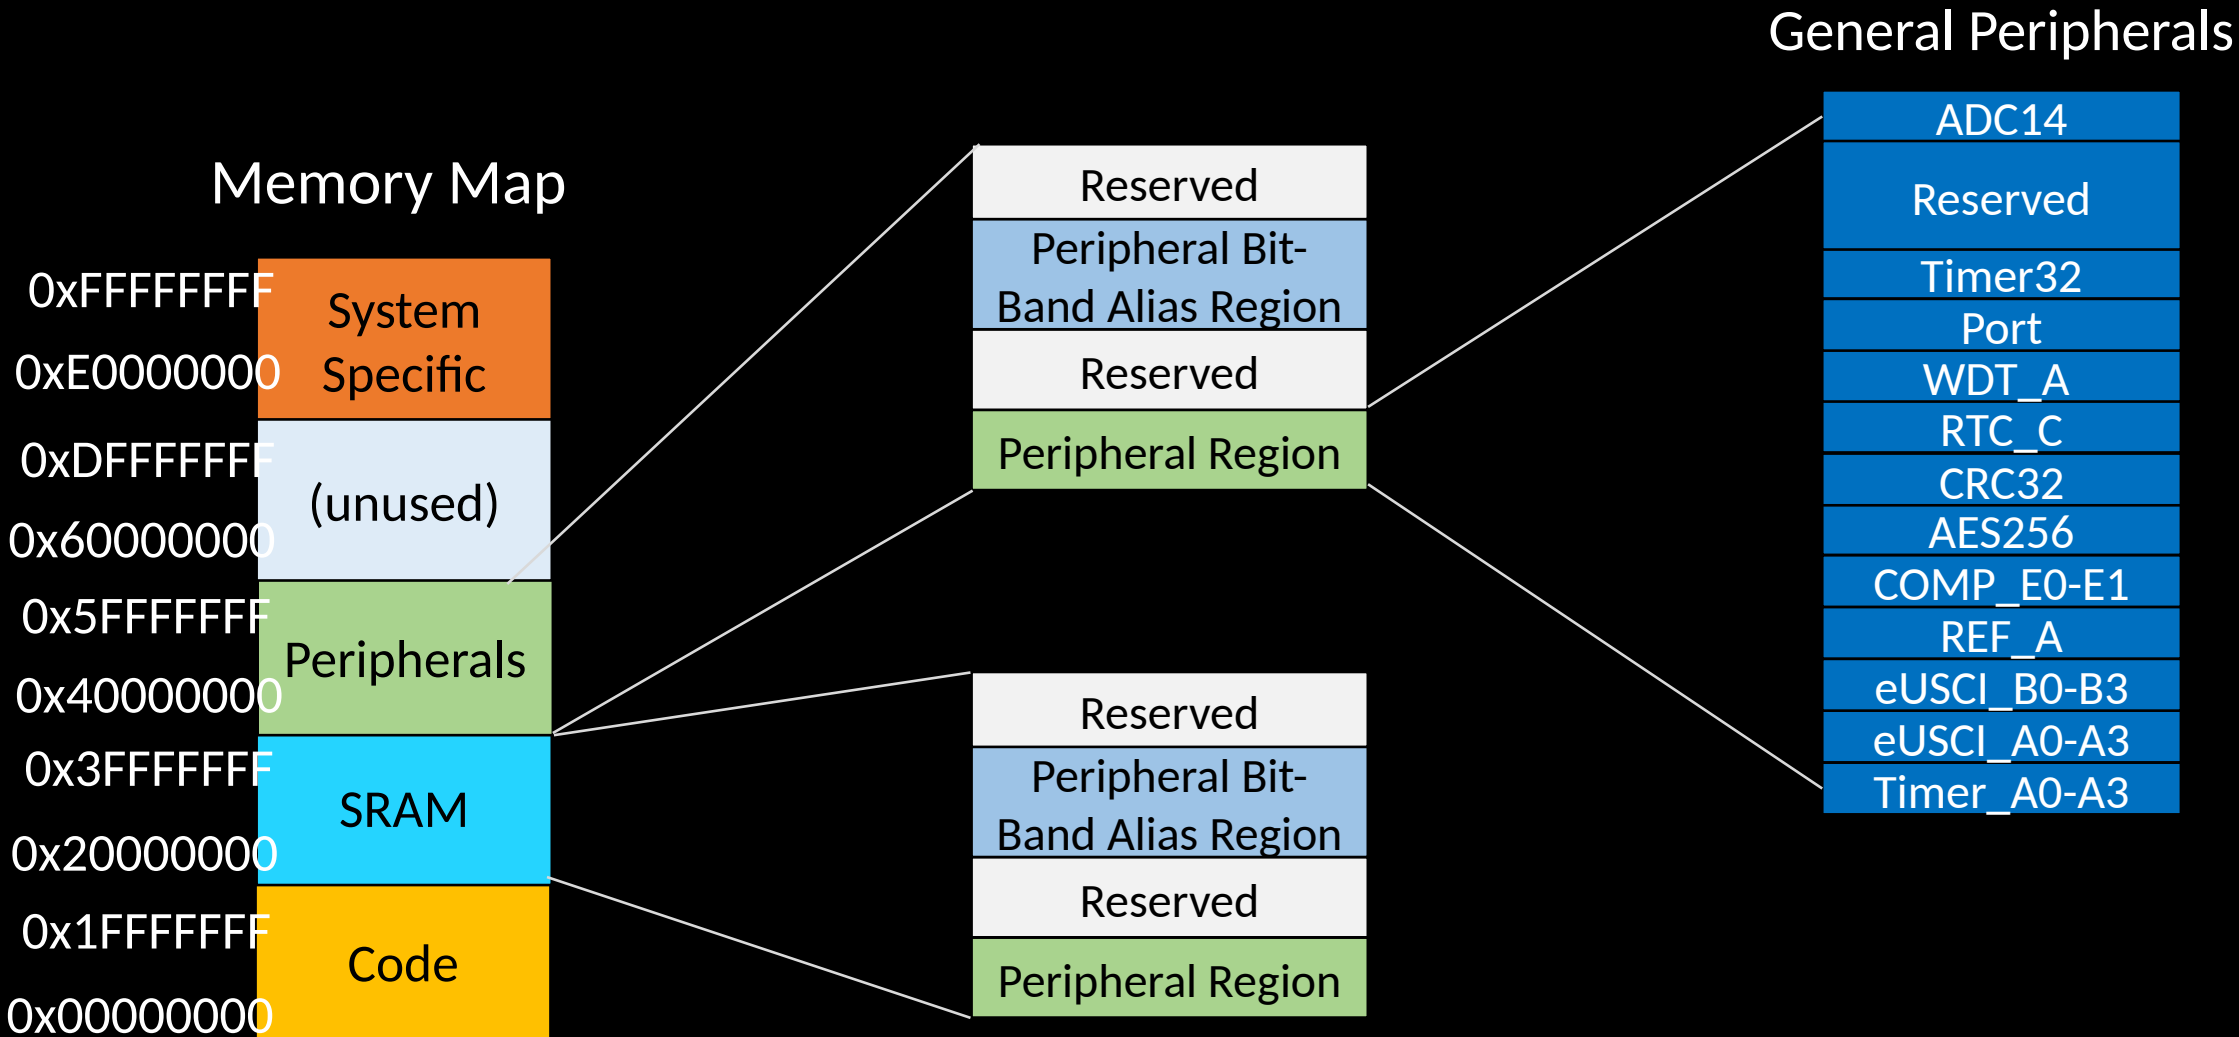 General Peripherals
Memory Map
0xFFFFFFFF
0xE0000000
0xDFFFFFFF
0x60000000
0x5FFFFFFF
0x40000000
0x3FFFFFFF
0x20000000
0x1FFFFFFF
0x00000000
System
Specific
(unused)
Peripherals
SRAM
Code
Reserved
Peripheral Bit-
Band Alias Region
Reserved
Peripheral Region
Reserved
Peripheral Bit-
Band Alias Region
Reserved
Peripheral Region
ADC14
Reserved
Timer32
Port
WDT_A
RTC_C
CRC32
AES256
COMP_E0-E1
REF_A
eUSCI_B0-B3
eUSCI_A0-A3
Timer_A0-A3